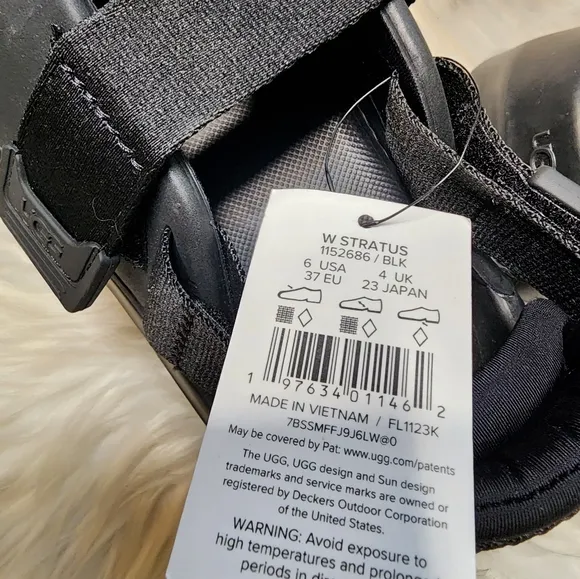 UGG
W STRATUS
1152686 / BLK
6 USA 4 UK
37 EU 23 JAPAN
1 97634 01146 2
MADE IN VIETNAM / FL1123K
7BSSMFFJ9J6LW@0
May be covered by Pat: www.ugg.com/patents
The UGG, UGG design and Sun design
trademarks and service marks are owned or
registered by Deckers Outdoor Corporation
of the United States.
WARNING: Avoid exposure to
high temperatures and prolonged
periods in